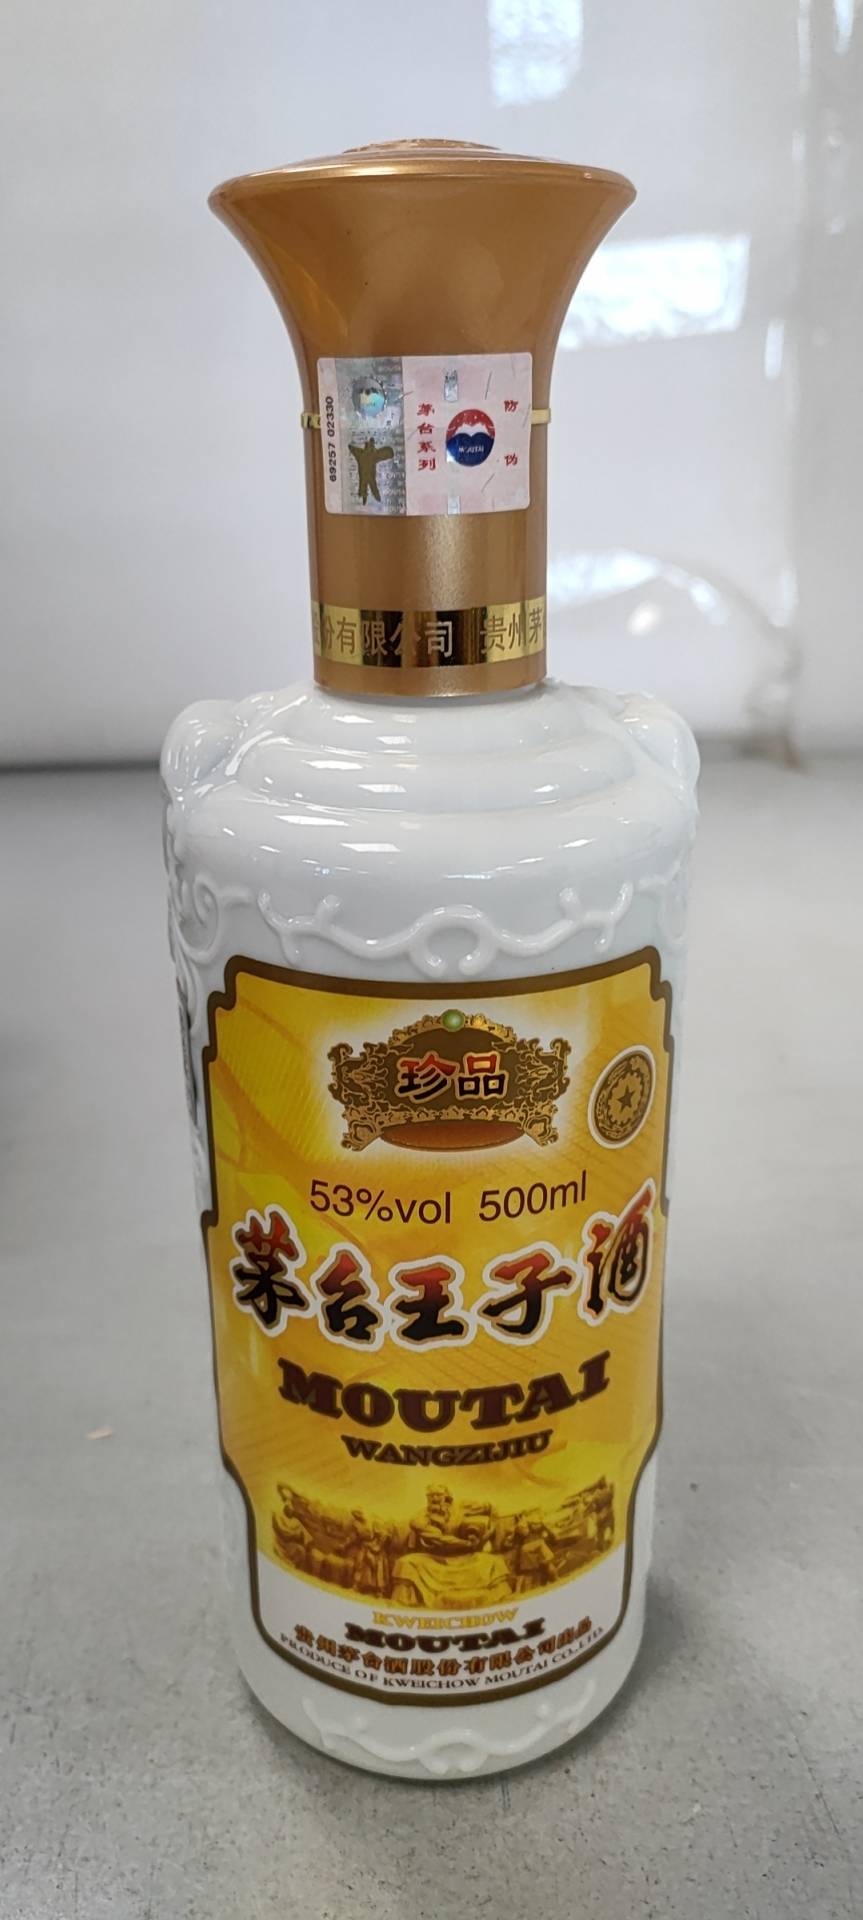 69257 02330
茅台系列
MOUTAI
防伪
份有限公司 贵州茅
珍品
53%vol 500ml
茅台王子酒
MOUTAI
WANGZIJIU
KWEICHOW
MOUTAI
贵州茅台酒股份有限公司出品
PRODUCE OF KWEICHOW MOUTAI CO.,LTD.